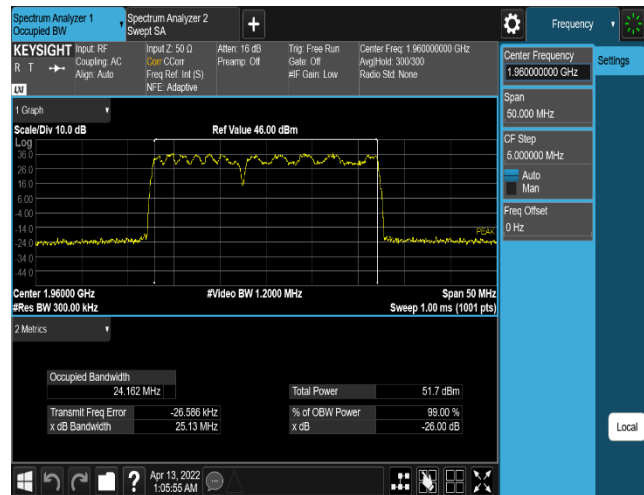 Spectrum Analyzer 1
Occupied BW
Spectrum Analyzer 2
Swept SA
+
Frequency
KEYSIGHT
R T
LXI
Input: RF
Coupling: AC
Align: Auto
Input Z: 50 Ω
Corr CCorr
Freq Ref: Int (S)
NFE: Adaptive
Atten: 16 dB
Preamp: Off
Trig: Free Run
Gate: Off
#IF Gain: Low
Center Freq: 1.960000000 GHz
Avg|Hold: 300/300
Radio Std: None
Center Frequency
1.960000000 GHz
Settings
Span
50.000 MHz
CF Step
5.000000 MHz
Auto
Man
Freq Offset
0 Hz
Local
1 Graph
Scale/Div 10.0 dB
Ref Value 46.00 dBm
Log
36.0
26.0
16.0
6.00
-4.00
-14.0
-24.0
-34.0
-44.0
PEAK
Center 1.96000 GHz
#Video BW 1.2000 MHz
Span 50 MHz
#Res BW 300.00 kHz
Sweep 1.00 ms (1001 pts)
2 Metrics
Occupied Bandwidth
24.162 MHz
Total Power
51.7 dBm
Transmit Freq Error
-26.586 kHz
% of OBW Power
99.00 %
x dB Bandwidth
25.13 MHz
x dB
-26.00 dB
?
Apr 13, 2022
1:05:55 AM